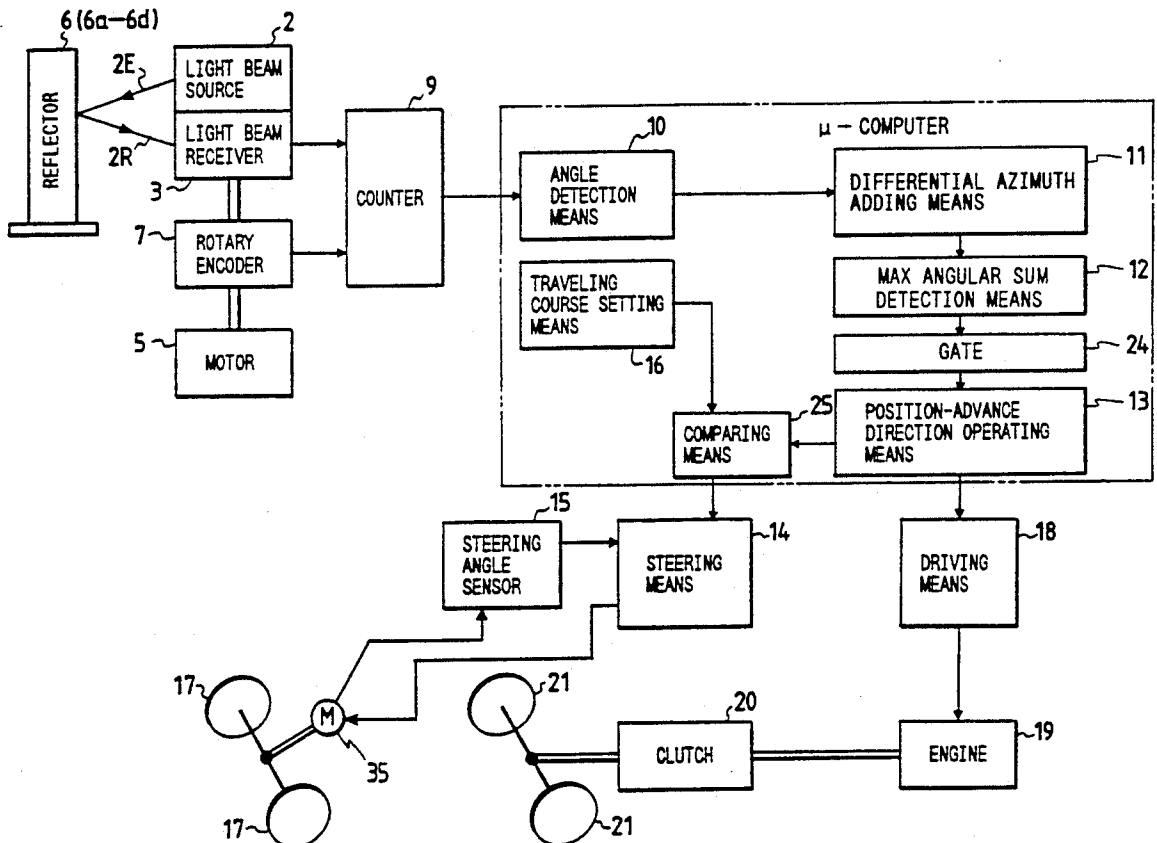 6 (6a-6d)
2
2E
LIGHT BEAM
SOURCE
9
REFLECTOR
LIGHT BEAM
RECEIVER
2R
3
COUNTER
7
ROTARY
ENCODER
5
MOTOR
μ - COMPUTER
10
ANGLE
DETECTION
MEANS
11
DIFFERENTIAL AZIMUTH
ADDING MEANS
TRAVELING
COURSE SETTING
MEANS
16
12
MAX ANGULAR SUM
DETECTION MEANS
GATE
24
25
COMPARING
MEANS
13
POSITION-ADVANCE
DIRECTION OPERATING
MEANS
15
STEERING
ANGLE
SENSOR
14
STEERING
MEANS
18
DRIVING
MEANS
17
M
35
17
21
21
20
CLUTCH
ENGINE
19